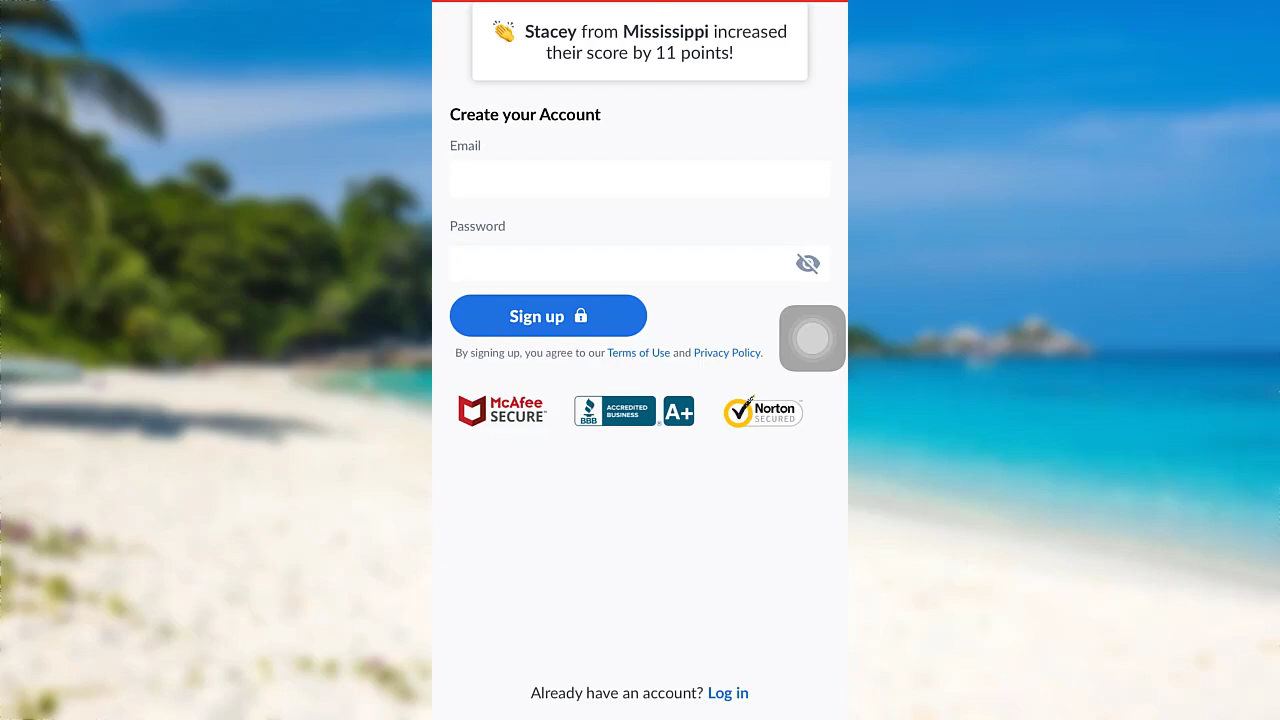 👏 Stacey from Mississippi increased
their score by 11 points!
Create your Account
Email
Password
Sign up
By signing up, you agree to our Terms of Use and Privacy Policy.
McAfee
SECURE™
BBB
ACCREDITED
BUSINESS
A+
Norton
SECURED
Already have an account? Log in